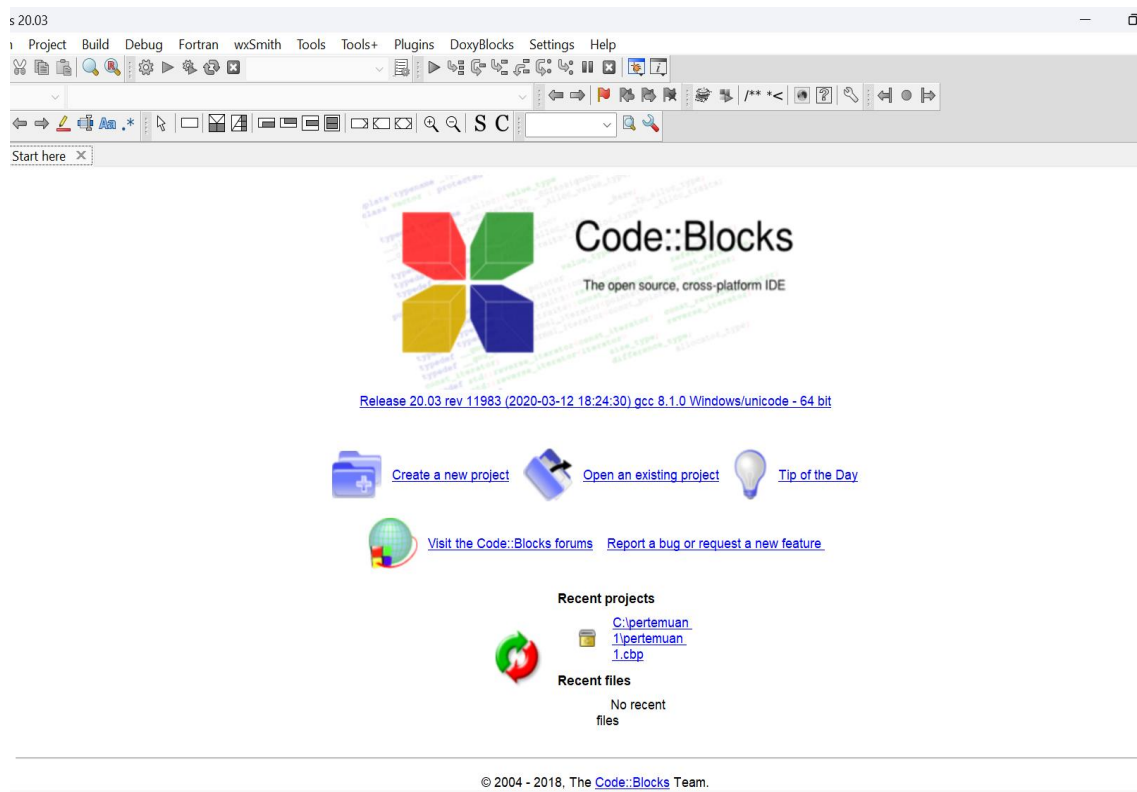 s 20.03
Project Build Debug Fortran wxSmith Tools Tools+ Plugins DoxyBlocks Settings Help
/** *<
Aa .* S C
Start here
Code::Blocks
The open source, cross-platform IDE
Release 20.03 rev 11983 (2020-03-12 18:24:30) gcc 8.1.0 Windows/unicode - 64 bit
Create a new project Open an existing project Tip of the Day
Visit the Code::Blocks forums Report a bug or request a new feature
Recent projects
C:\pertemuan
1\pertemuan
1.cbp
Recent files
No recent
files
© 2004 - 2018, The Code::Blocks Team.